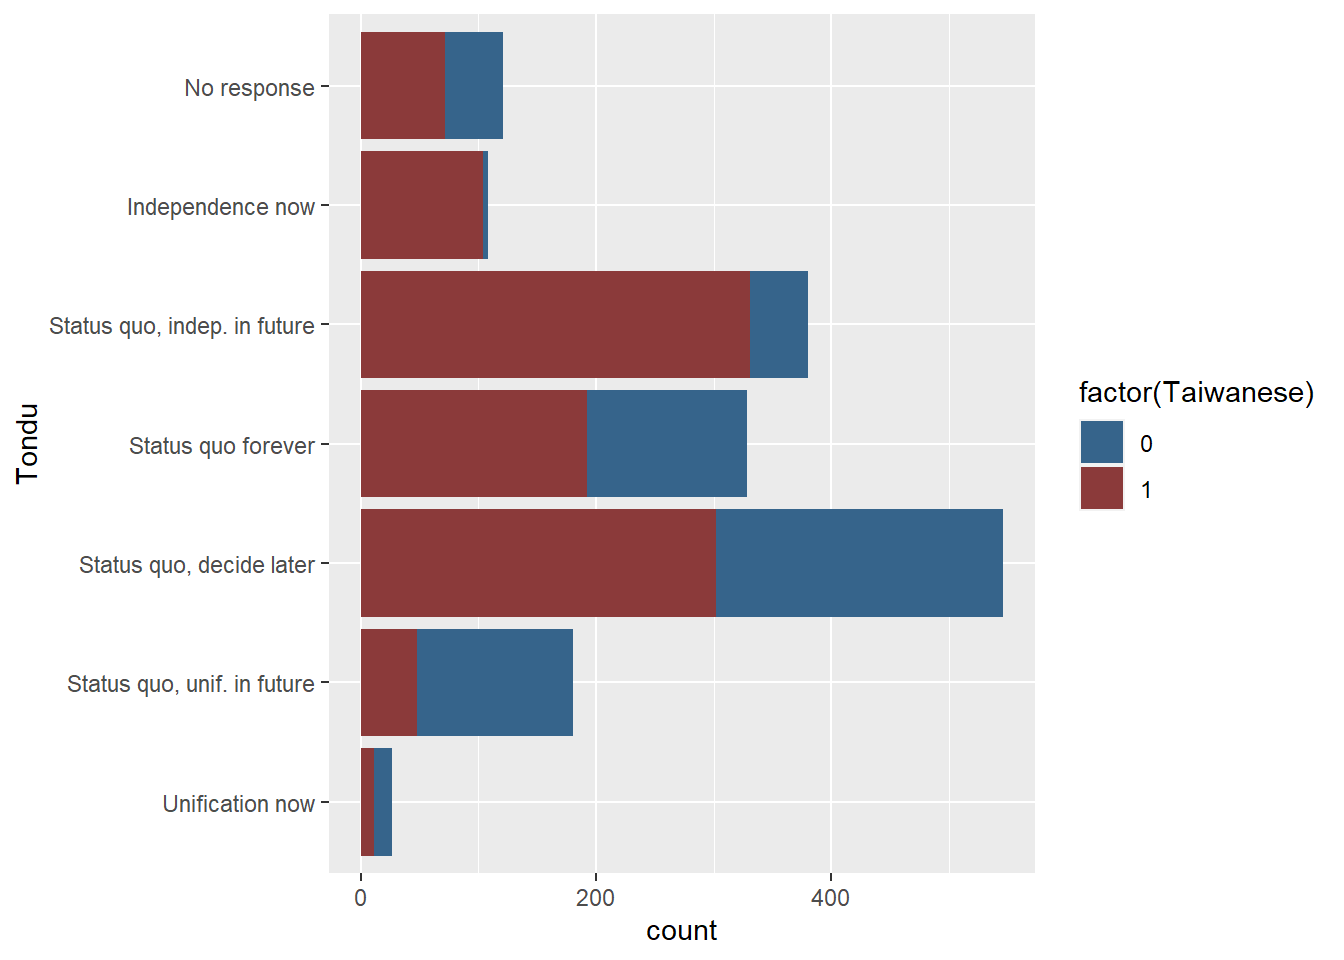 No response
Independence now
Status quo, indep. in future
Status quo forever
Status quo, decide later
Status quo, unif. in future
Unification now
Tondu
0
200
400
count
factor(Taiwanese)
0
1